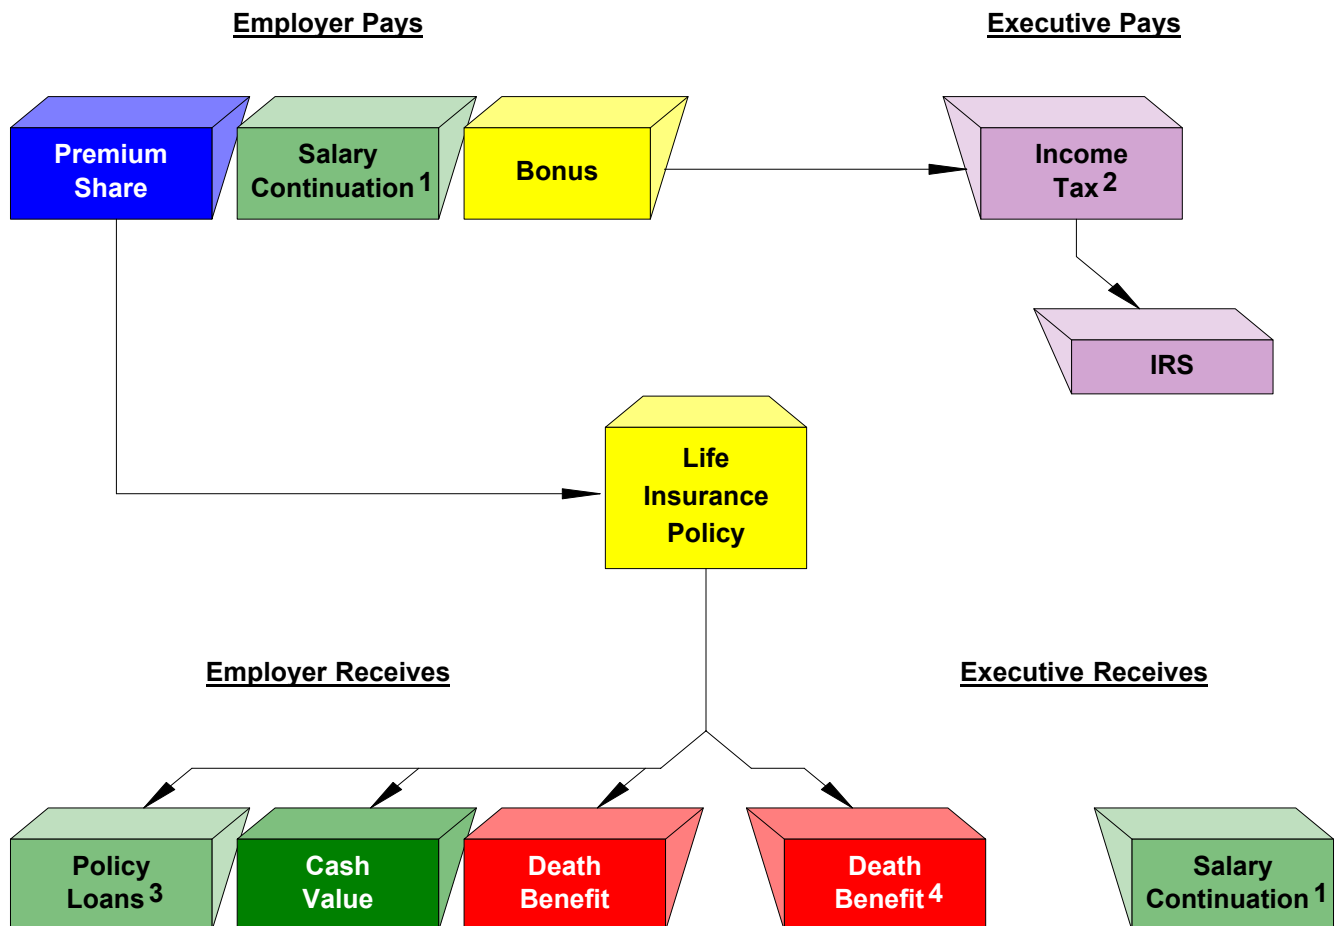 Employer Pays
Executive Pays
Premium
Share
Salary
Continuation 1
Bonus
Income
Tax 2
IRS
Life
Insurance
Policy
Employer Receives
Executive Receives
Policy
Loans 3
Cash
Value
Death
Benefit
Death
Benefit 4
Salary
Continuation 1